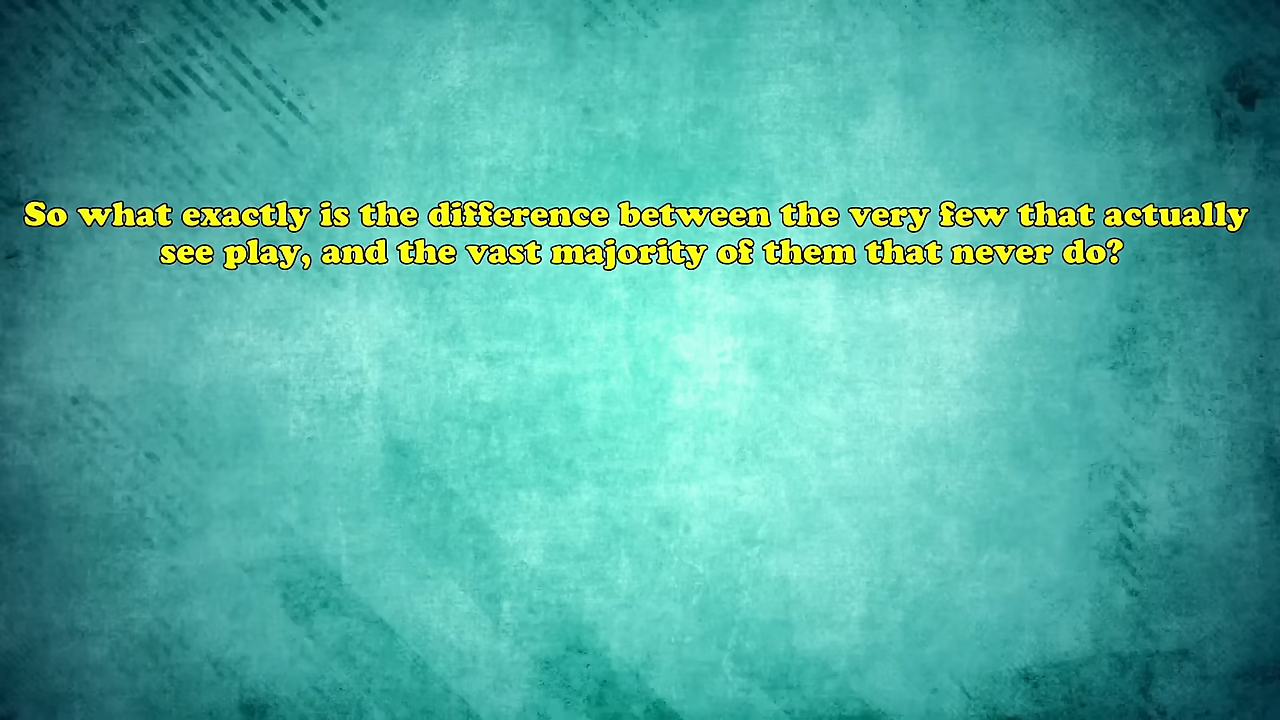 So what exactly is the difference between the very few that actually
see play, and the vast majority of them that never do?